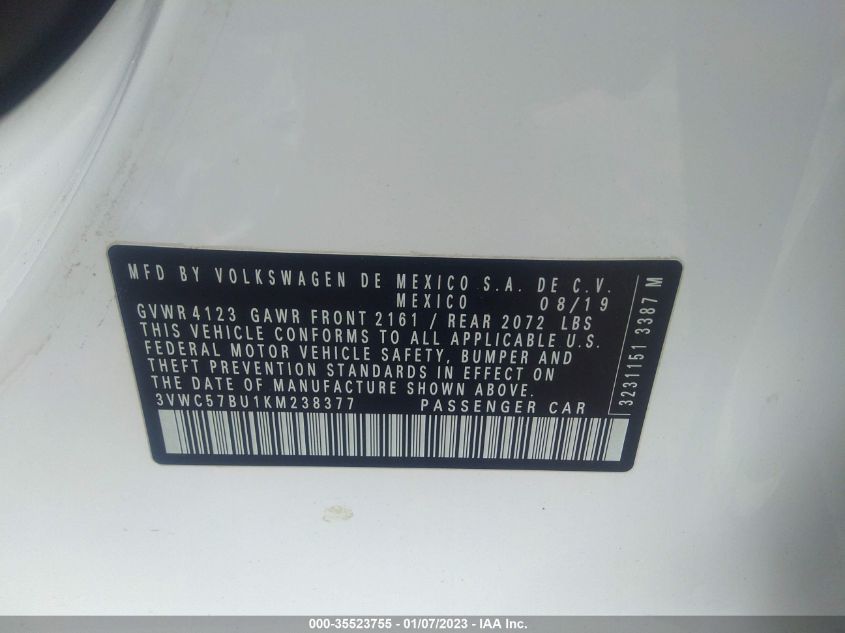 MFD BY VOLKSWAGEN DE MEXICO S.A. DE C.V.
MEXICO 08/19
GVWR 4123 GAWR FRONT 2161 / REAR 2072 LBS
THIS VEHICLE CONFORMS TO ALL APPLICABLE U.S.
FEDERAL MOTOR VEHICLE SAFETY, BUMPER AND
THEFT PREVENTION STANDARDS IN EFFECT ON
THE DATE OF MANUFACTURE SHOWN ABOVE.
3VWC57BU1KM238377 PASSENGER CAR
3231151 3387 M
000-35523755 - 01/07/2023 - IAA Inc.